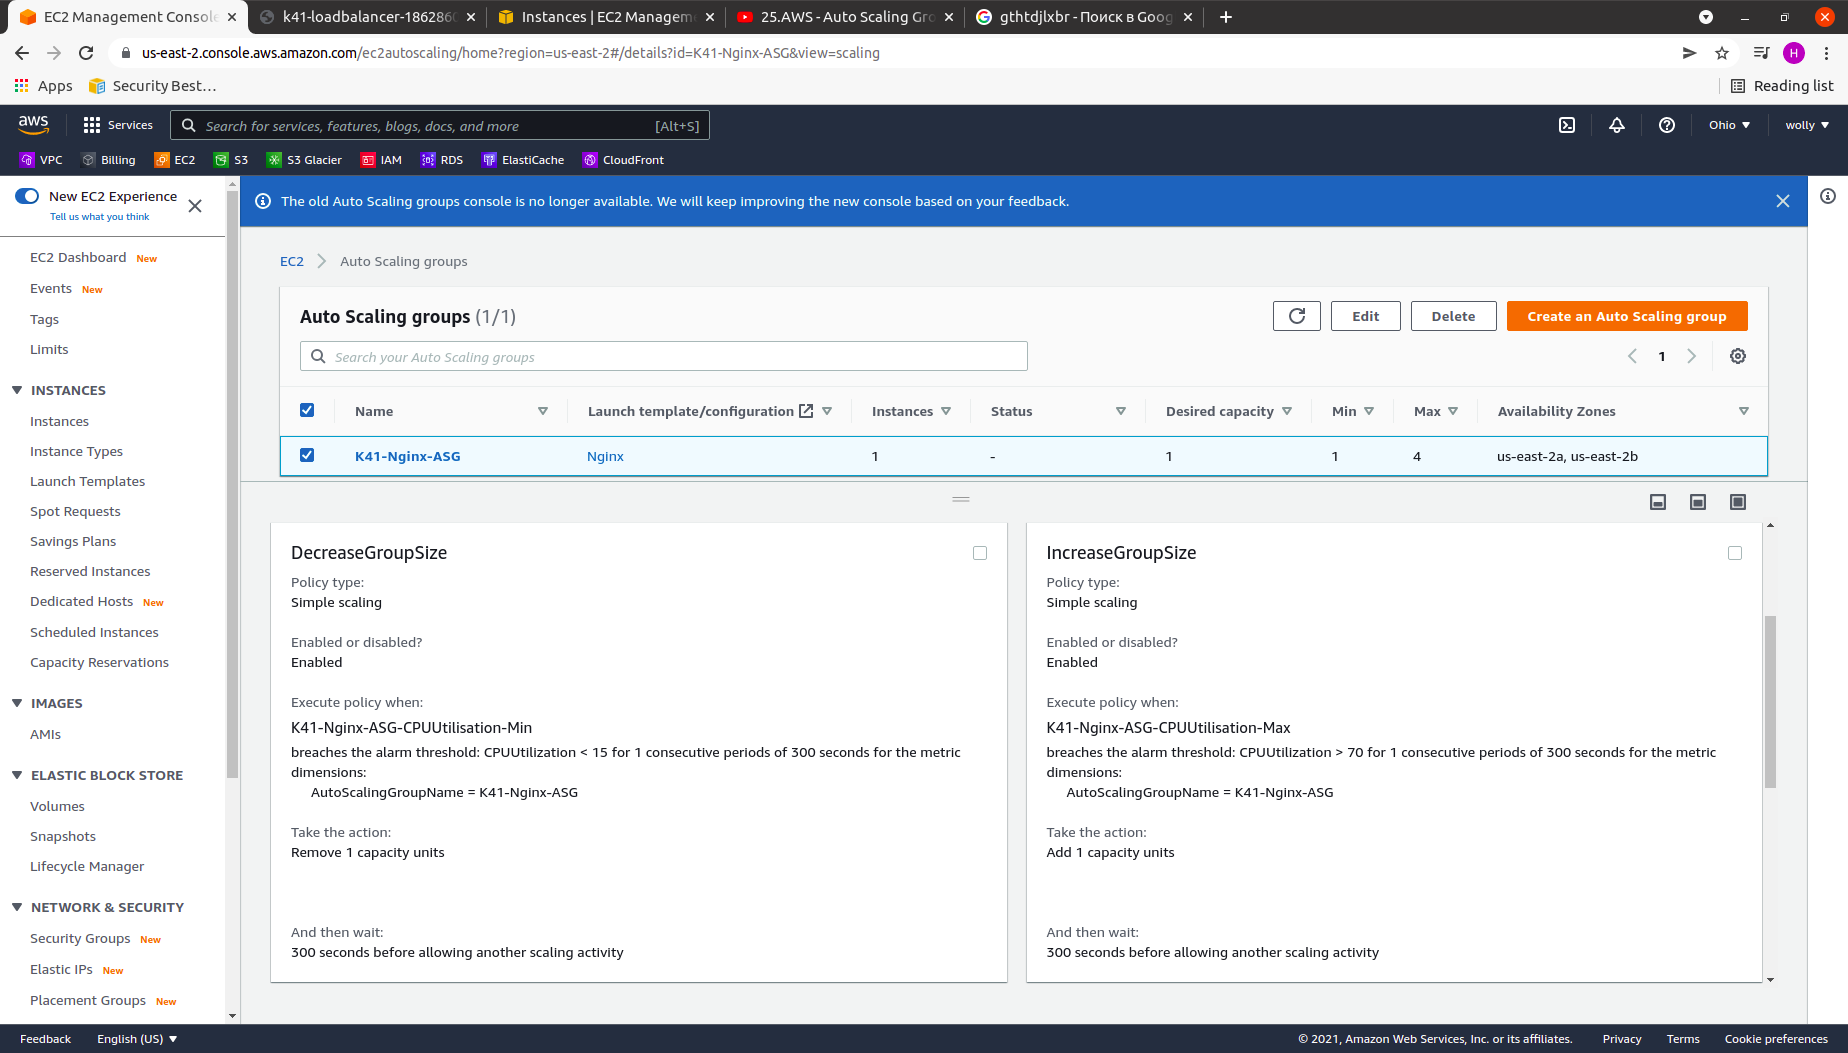 EC2 Management Console
k41-loadbalancer-186286
Instances | EC2 Managem
25.AWS - Auto Scaling Gro
gthtdjlxbr - Поиск в Goog
us-east-2.console.aws.amazon.com/ec2autoscaling/home?region=us-east-2#/details?id=K41-Nginx-ASG&view=scaling
H
Apps
Security Best…
Reading list
aws
Services
Search for services, features, blogs, docs, and more
[Alt+S]
Ohio
wolly
VPC
Billing
EC2
S3
S3 Glacier
IAM
RDS
ElastiCache
CloudFront
New EC2 Experience
Tell us what you think
The old Auto Scaling groups console is no longer available. We will keep improving the new console based on your feedback.
EC2 Dashboard New
Events New
Tags
Limits
INSTANCES
Instances
Instance Types
Launch Templates
Spot Requests
Savings Plans
Reserved Instances
Dedicated Hosts New
Scheduled Instances
Capacity Reservations
IMAGES
AMIs
ELASTIC BLOCK STORE
Volumes
Snapshots
Lifecycle Manager
NETWORK & SECURITY
Security Groups New
Elastic IPs New
Placement Groups New
EC2
Auto Scaling groups
Auto Scaling groups (1/1)
Edit
Delete
Create an Auto Scaling group
Search your Auto Scaling groups
1
Name
Launch template/configuration
Instances
Status
Desired capacity
Min
Max
Availability Zones
K41-Nginx-ASG
Nginx
1
-
1
1
4
us-east-2a, us-east-2b
DecreaseGroupSize
Policy type:
Simple scaling
Enabled or disabled?
Enabled
Execute policy when:
K41-Nginx-ASG-CPUUtilisation-Min
breaches the alarm threshold: CPUUtilization < 15 for 1 consecutive periods of 300 seconds for the metric
dimensions:
AutoScalingGroupName = K41-Nginx-ASG
Take the action:
Remove 1 capacity units
And then wait:
300 seconds before allowing another scaling activity
IncreaseGroupSize
Policy type:
Simple scaling
Enabled or disabled?
Enabled
Execute policy when:
K41-Nginx-ASG-CPUUtilisation-Max
breaches the alarm threshold: CPUUtilization > 70 for 1 consecutive periods of 300 seconds for the metric
dimensions:
AutoScalingGroupName = K41-Nginx-ASG
Take the action:
Add 1 capacity units
And then wait:
300 seconds before allowing another scaling activity
Feedback
English (US)
© 2021, Amazon Web Services, Inc. or its affiliates.
Privacy
Terms
Cookie preferences